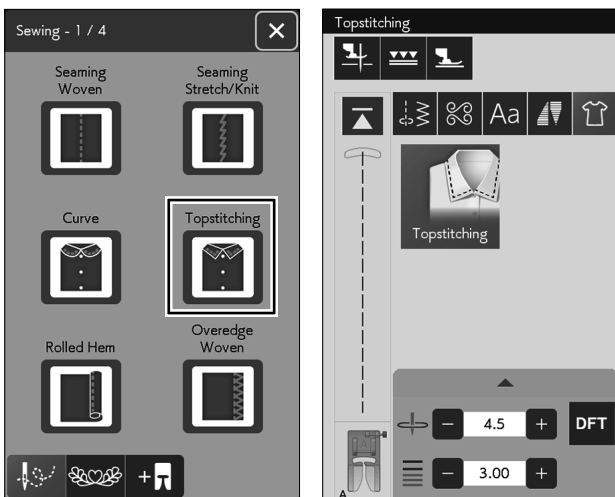 Sewing - 1 / 4
Seaming
Woven
Seaming
Stretch/Knit
Curve
Topstitching
Rolled Hem
Overedge
Woven
Topstitching
Aa
Topstitching
4.5
DFT
3.00
A